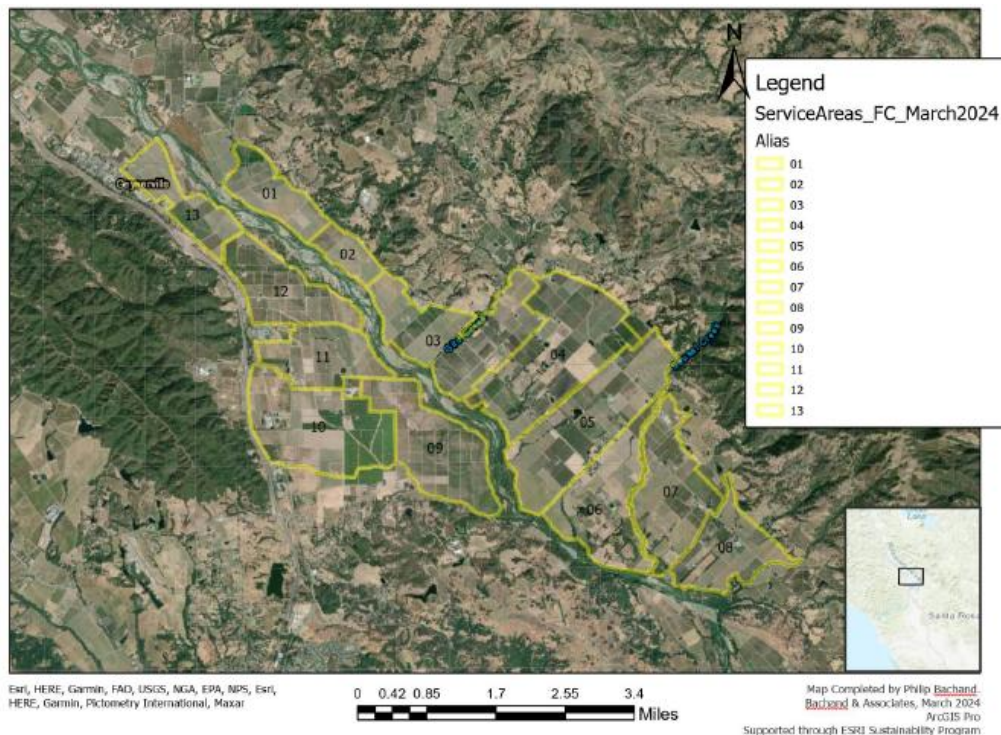 N
Legend
ServiceAreas_FC_March2024
Alias
01
02
03
04
05
06
07
08
09
10
11
12
13
01
02
13
12
03
11
04
05
10
09
07
06
08
Santa Rosa
Esri, HERE, Garmin, FAO, USGS, NGA, EPA, NPS, Esri,
HERE, Garmin, Pictometry International, Maxar
0 0.42 0.85 1.7 2.55 3.4
Miles
Map Completed by Philip Bachand.
Bachand & Associates, March 2024
ArcGIS Pro
Supported through ESRI Sustainability Program